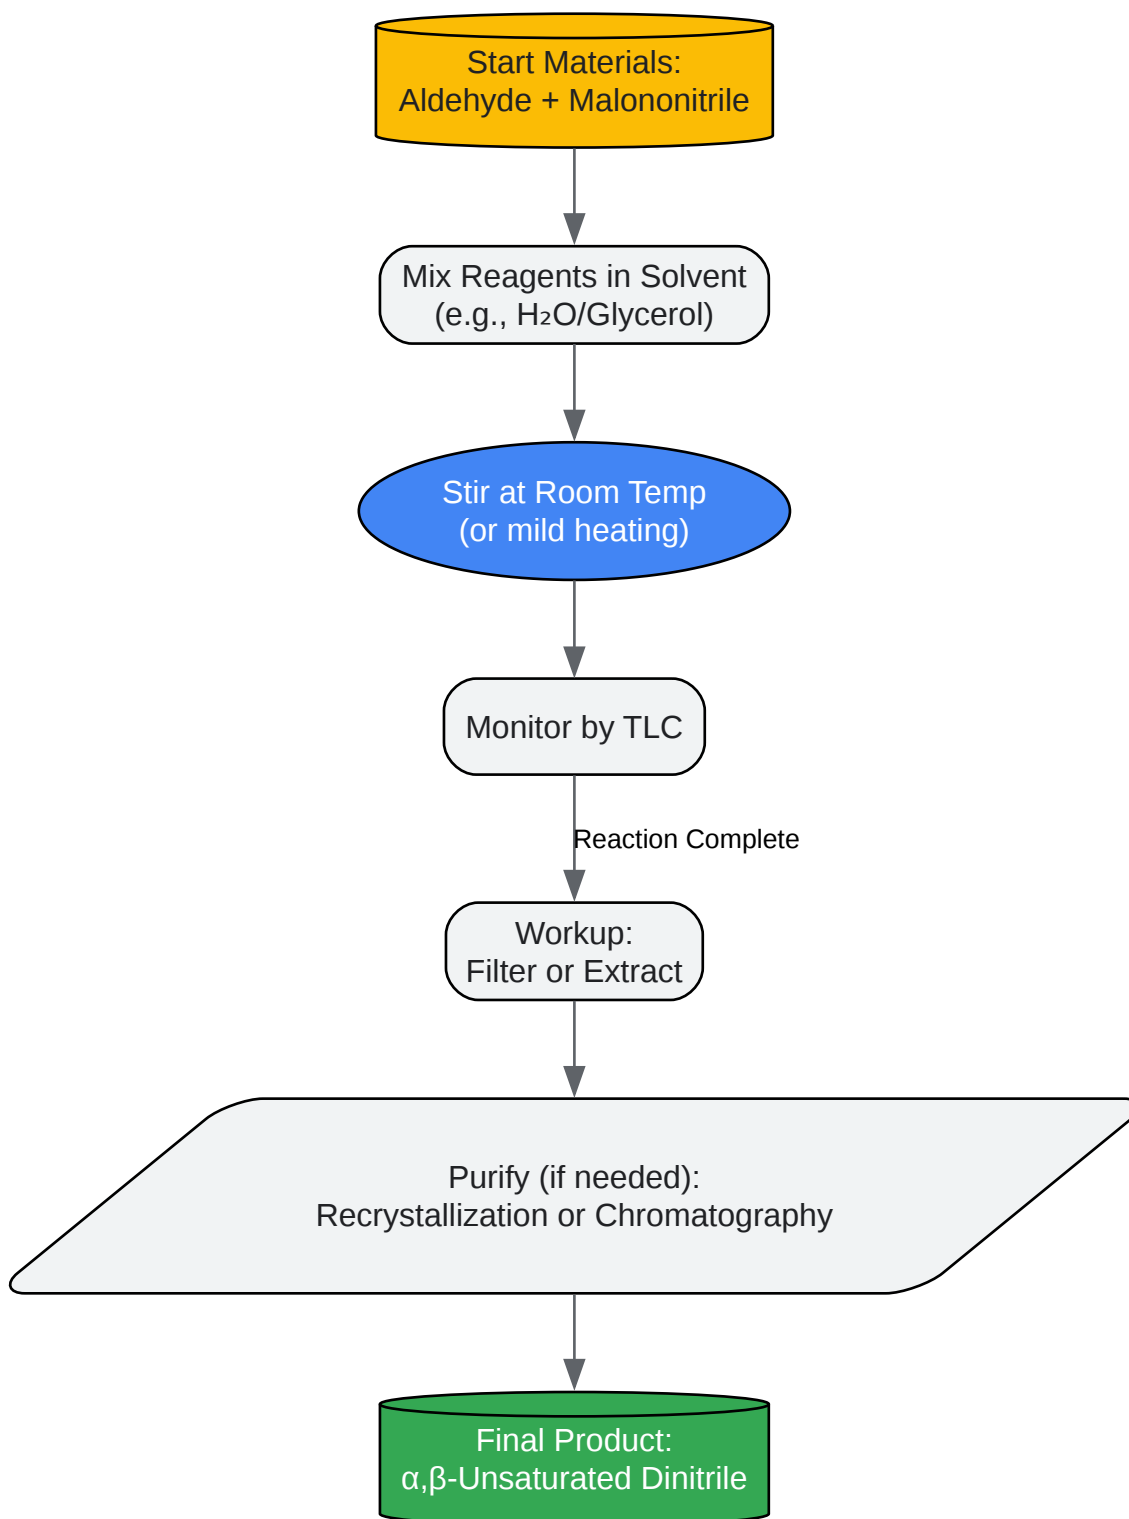 Start Materials:
Aldehyde + Malononitrile
Mix Reagents in Solvent
(e.g., H₂O/Glycerol)
Stir at Room Temp
(or mild heating)
Monitor by TLC
Reaction Complete
Workup:
Filter or Extract
Purify (if needed):
Recrystallization or Chromatography
Final Product:
α,β-Unsaturated Dinitrile